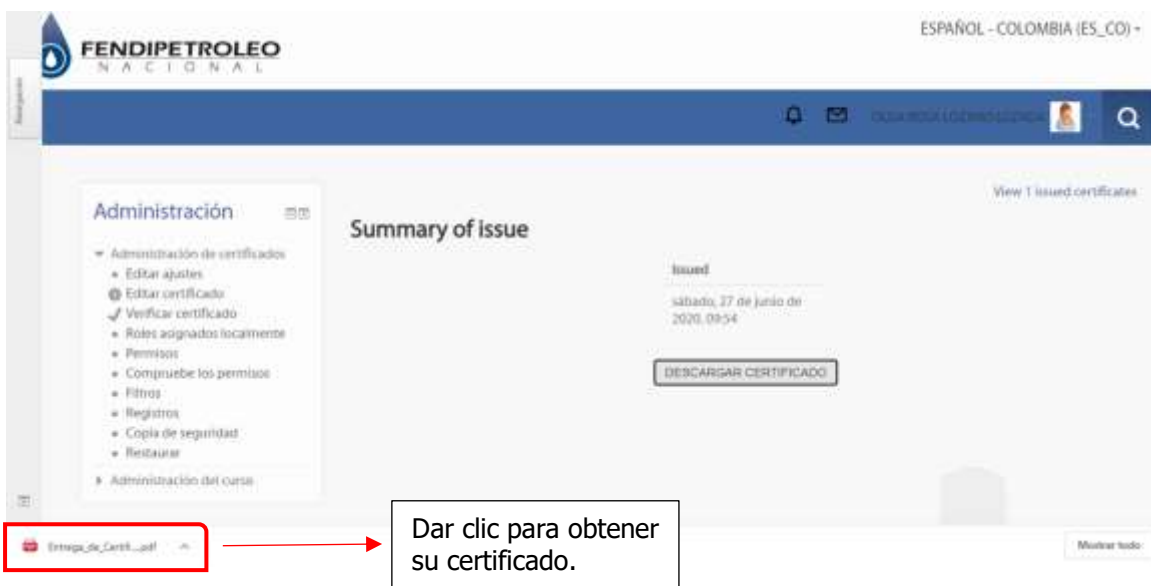 ESPAÑOL - COLOMBIA (ES_CO)
FENDIPETROLEO
NACIONAL
Navegación
View 1 issued certificates
Administración
Summary of issue
Administración de certificados
Editar ajustes
Editar certificado
Verificar certificado
Roles asignados localmente
Permisos
Compruebe los permisos
Filtros
Registros
Copia de seguridad
Restaurar
Administración del curso
Issued
sábado, 27 de junio de
2020, 09:54
DESCARGAR CERTIFICADO
Entrega_de_Certifi....pdf
Dar clic para obtener
su certificado.
Mostrar todo